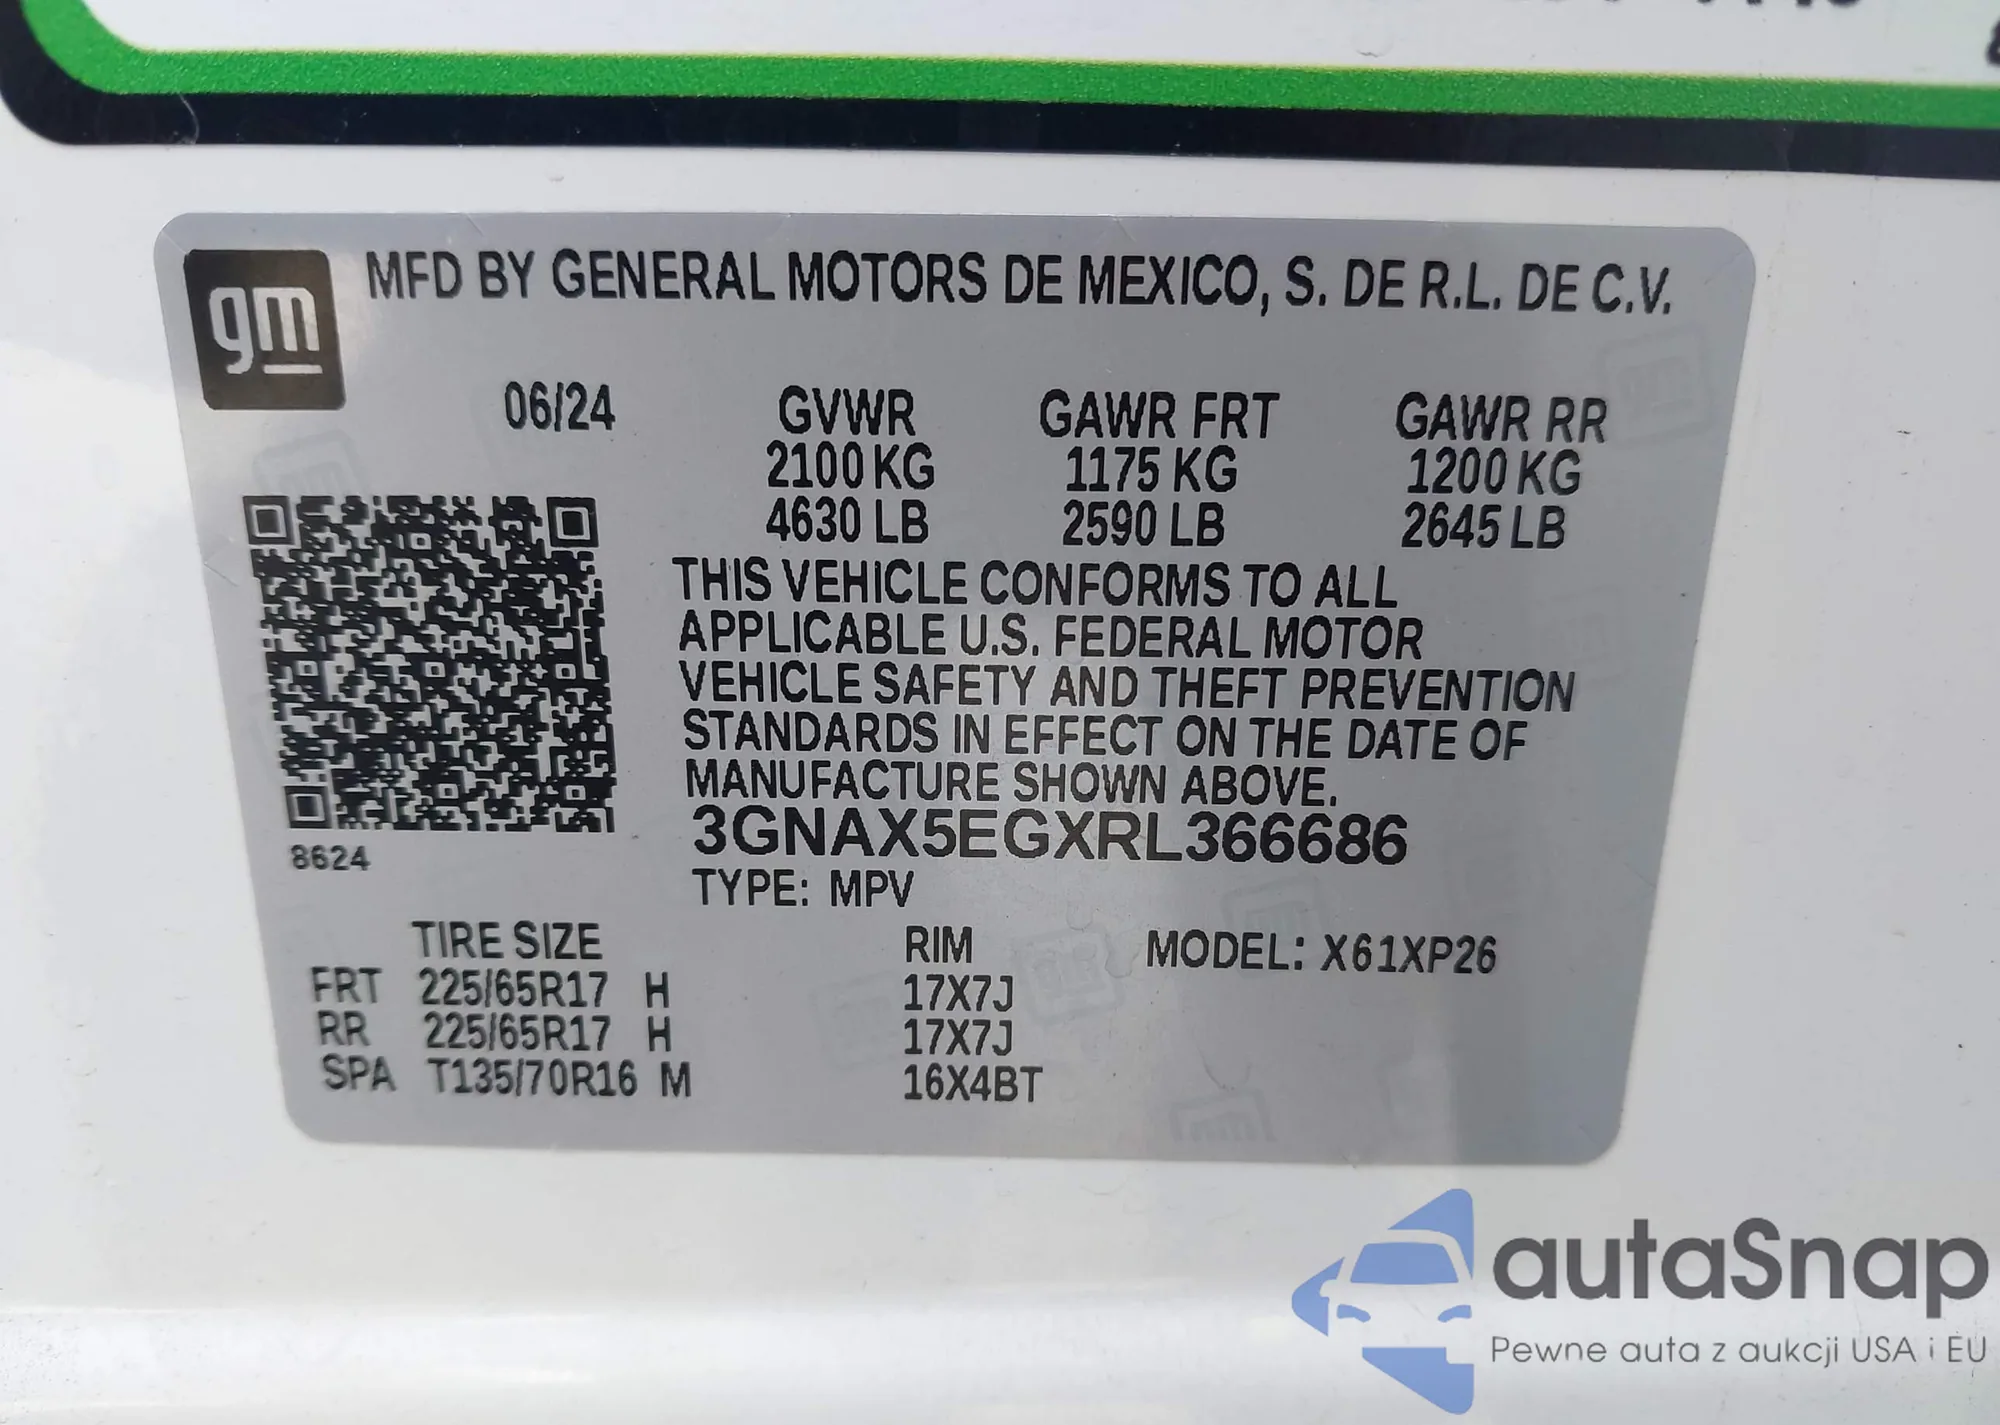 gm
MFD BY GENERAL MOTORS DE MEXICO, S. DE R.L. DE C.V.
06/24 GVWR GAWR FRT GAWR RR
2100 KG 1175 KG 1200 KG
4630 LB 2590 LB 2645 LB
THIS VEHICLE CONFORMS TO ALL
APPLICABLE U.S. FEDERAL MOTOR
VEHICLE SAFETY AND THEFT PREVENTION
STANDARDS IN EFFECT ON THE DATE OF
MANUFACTURE SHOWN ABOVE.
3GNAX5EGXRL366686
8624
TYPE: MPV
TIRE SIZE RIM MODEL: X61XP26
FRT 225/65R17 H 17X7J
RR 225/65R17 H 17X7J
SPA T135/70R16 M 16X4BT
autaSnap
Pewne auta z aukcji USA i EU